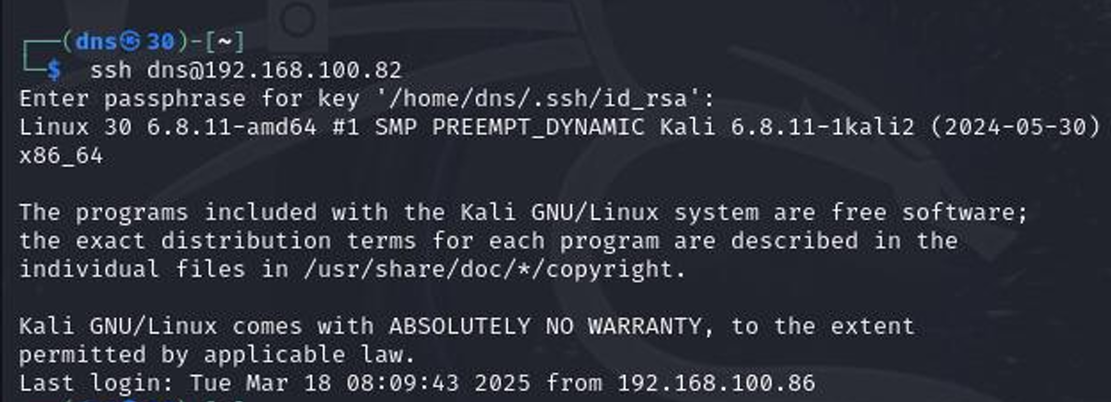 ┌──(dns㉿30)-[~]
└─$ ssh dns@192.168.100.82
Enter passphrase for key '/home/dns/.ssh/id_rsa':
Linux 30 6.8.11-amd64 #1 SMP PREEMPT_DYNAMIC Kali 6.8.11-1kali2 (2024-05-30)
x86_64
The programs included with the Kali GNU/Linux system are free software;
the exact distribution terms for each program are described in the
individual files in /usr/share/doc/*/copyright.
Kali GNU/Linux comes with ABSOLUTELY NO WARRANTY, to the extent
permitted by applicable law.
Last login: Tue Mar 18 08:09:43 2025 from 192.168.100.86